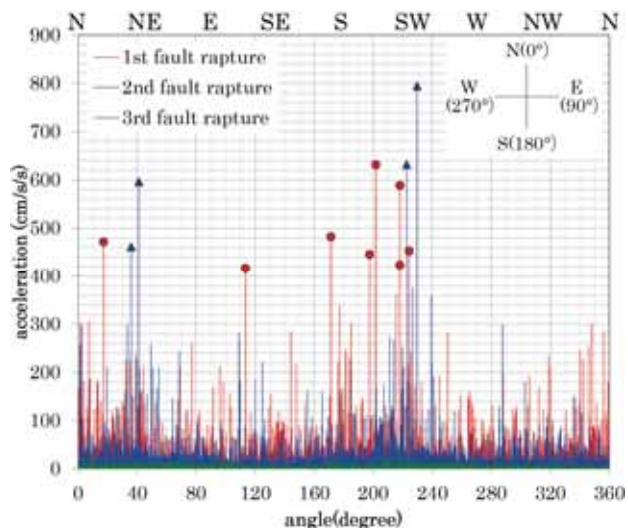 N NE E SE S SW W NW N
900
800
700
600
500
400
300
200
100
0
acceleration (cm/s/s)
1st fault rapture
2nd fault rapture
3rd fault rapture
N(0°)
W E
(270°) (90°)
S(180°)
0 40 80 120 160 200 240 280 320 360
angle(degree)